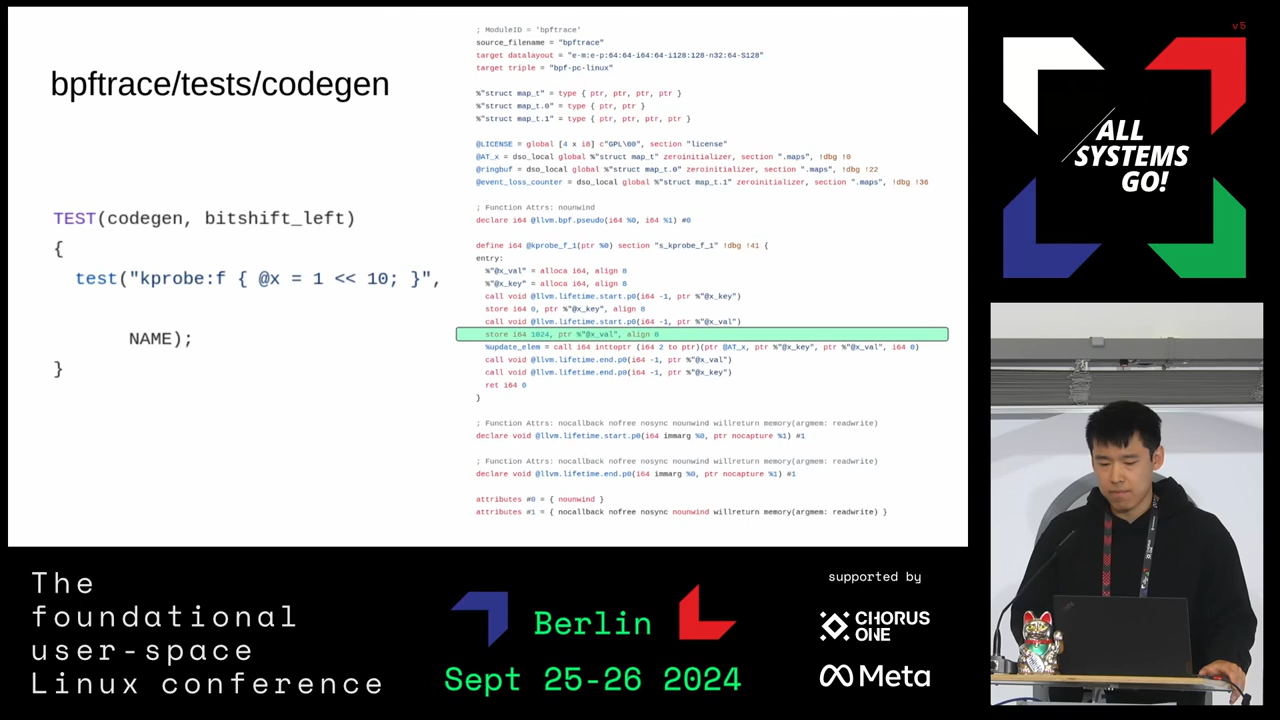 bpftrace/tests/codegen
TEST(codegen, bitshift_left)
{
test("kprobe:f { @x = 1 << 10; }",
NAME);
}
; ModuleID = 'bpftrace'
source_filename = "bpftrace"
target datalayout = "e-m:e-p:64:64-i64:64-i128:128-n32:64-S128"
target triple = "bpf-pc-linux"
%"struct map_t" = type { ptr, ptr, ptr, ptr }
%"struct map_t.0" = type { ptr, ptr }
%"struct map_t.1" = type { ptr, ptr, ptr, ptr }
@LICENSE = global [4 x i8] c"GPL\00", section "license"
@AT_x = dso_local global %"struct map_t" zeroinitializer, section ".maps", !dbg !0
@ringbuf = dso_local global %"struct map_t.0" zeroinitializer, section ".maps", !dbg !22
@event_loss_counter = dso_local global %"struct map_t.1" zeroinitializer, section ".maps", !dbg !36
; Function Attrs: nounwind
declare i64 @llvm.bpf.pseudo(i64 %0, i64 %1) #0
define i64 @kprobe_f_1(ptr %0) section "s_kprobe_f_1" !dbg !41 {
entry:
%"@x_val" = alloca i64, align 8
%"@x_key" = alloca i64, align 8
call void @llvm.lifetime.start.p0(i64 -1, ptr %"@x_key")
store i64 0, ptr %"@x_key", align 8
call void @llvm.lifetime.start.p0(i64 -1, ptr %"@x_val")
store i64 1024, ptr %"@x_val", align 8
%update_elem = call i64 inttoptr (i64 2 to ptr)(ptr @AT_x, ptr %"@x_key", ptr %"@x_val", i64 0)
call void @llvm.lifetime.end.p0(i64 -1, ptr %"@x_val")
call void @llvm.lifetime.end.p0(i64 -1, ptr %"@x_key")
ret i64 0
}
; Function Attrs: nocallback nofree nosync nounwind willreturn memory(argmem: readwrite)
declare void @llvm.lifetime.start.p0(i64 immarg %0, ptr nocapture %1) #1
; Function Attrs: nocallback nofree nosync nounwind willreturn memory(argmem: readwrite)
declare void @llvm.lifetime.end.p0(i64 immarg %0, ptr nocapture %1) #1
attributes #0 = { nounwind }
attributes #1 = { nocallback nofree nosync nounwind willreturn memory(argmem: readwrite) }
v5
ALL
SYSTEMS
GO!
The
foundational
user-space
Linux conference
Berlin
Sept 25-26 2024
supported by
CHORUS
ONE
Meta